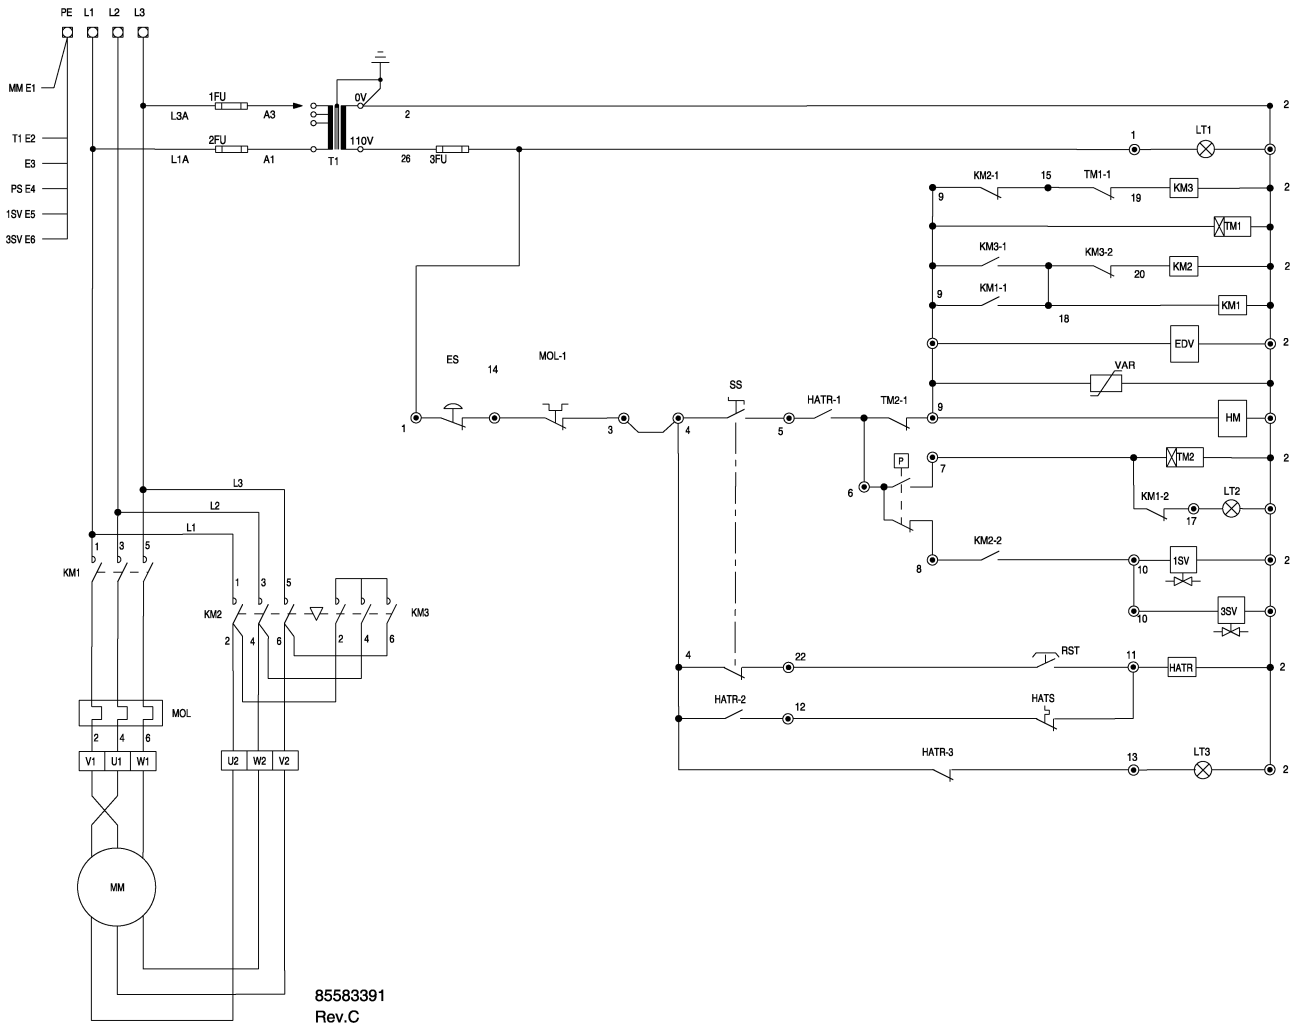 PE L1 L2 L3
MM E1
1FU
0V
L3A A3 2 2
T1 E2
2FU 110V 1 LT1
E3
L1A A1 T1 26 3FU
PS E4
KM2-1 15 TM1-1
KM3 2
9 19
1SV E5
TM1
3SV E6
KM3-1 KM3-2
KM2 2
20
KM1-1
9
KM1
18
EDV 2
ES 14 MOL-1
VAR
SS
HATR-1 TM2-1
9
HM
1 3 4 5
P
7 TM2 2
6
KM1-2 LT2
17
L3
L2
L1
KM2-2
8 10 1SV 2
1 3 5
KM1
1 3 5
KM2 KM3
2 4 6 2 4 6
10 3SV
4 22 RST 11
HATR 2
HATR-2 12 HATS
MOL
2 4 6
HATR-3 13 LT3
2
V1 U1 W1 U2 W2 V2
MM
85583391
Rev.C